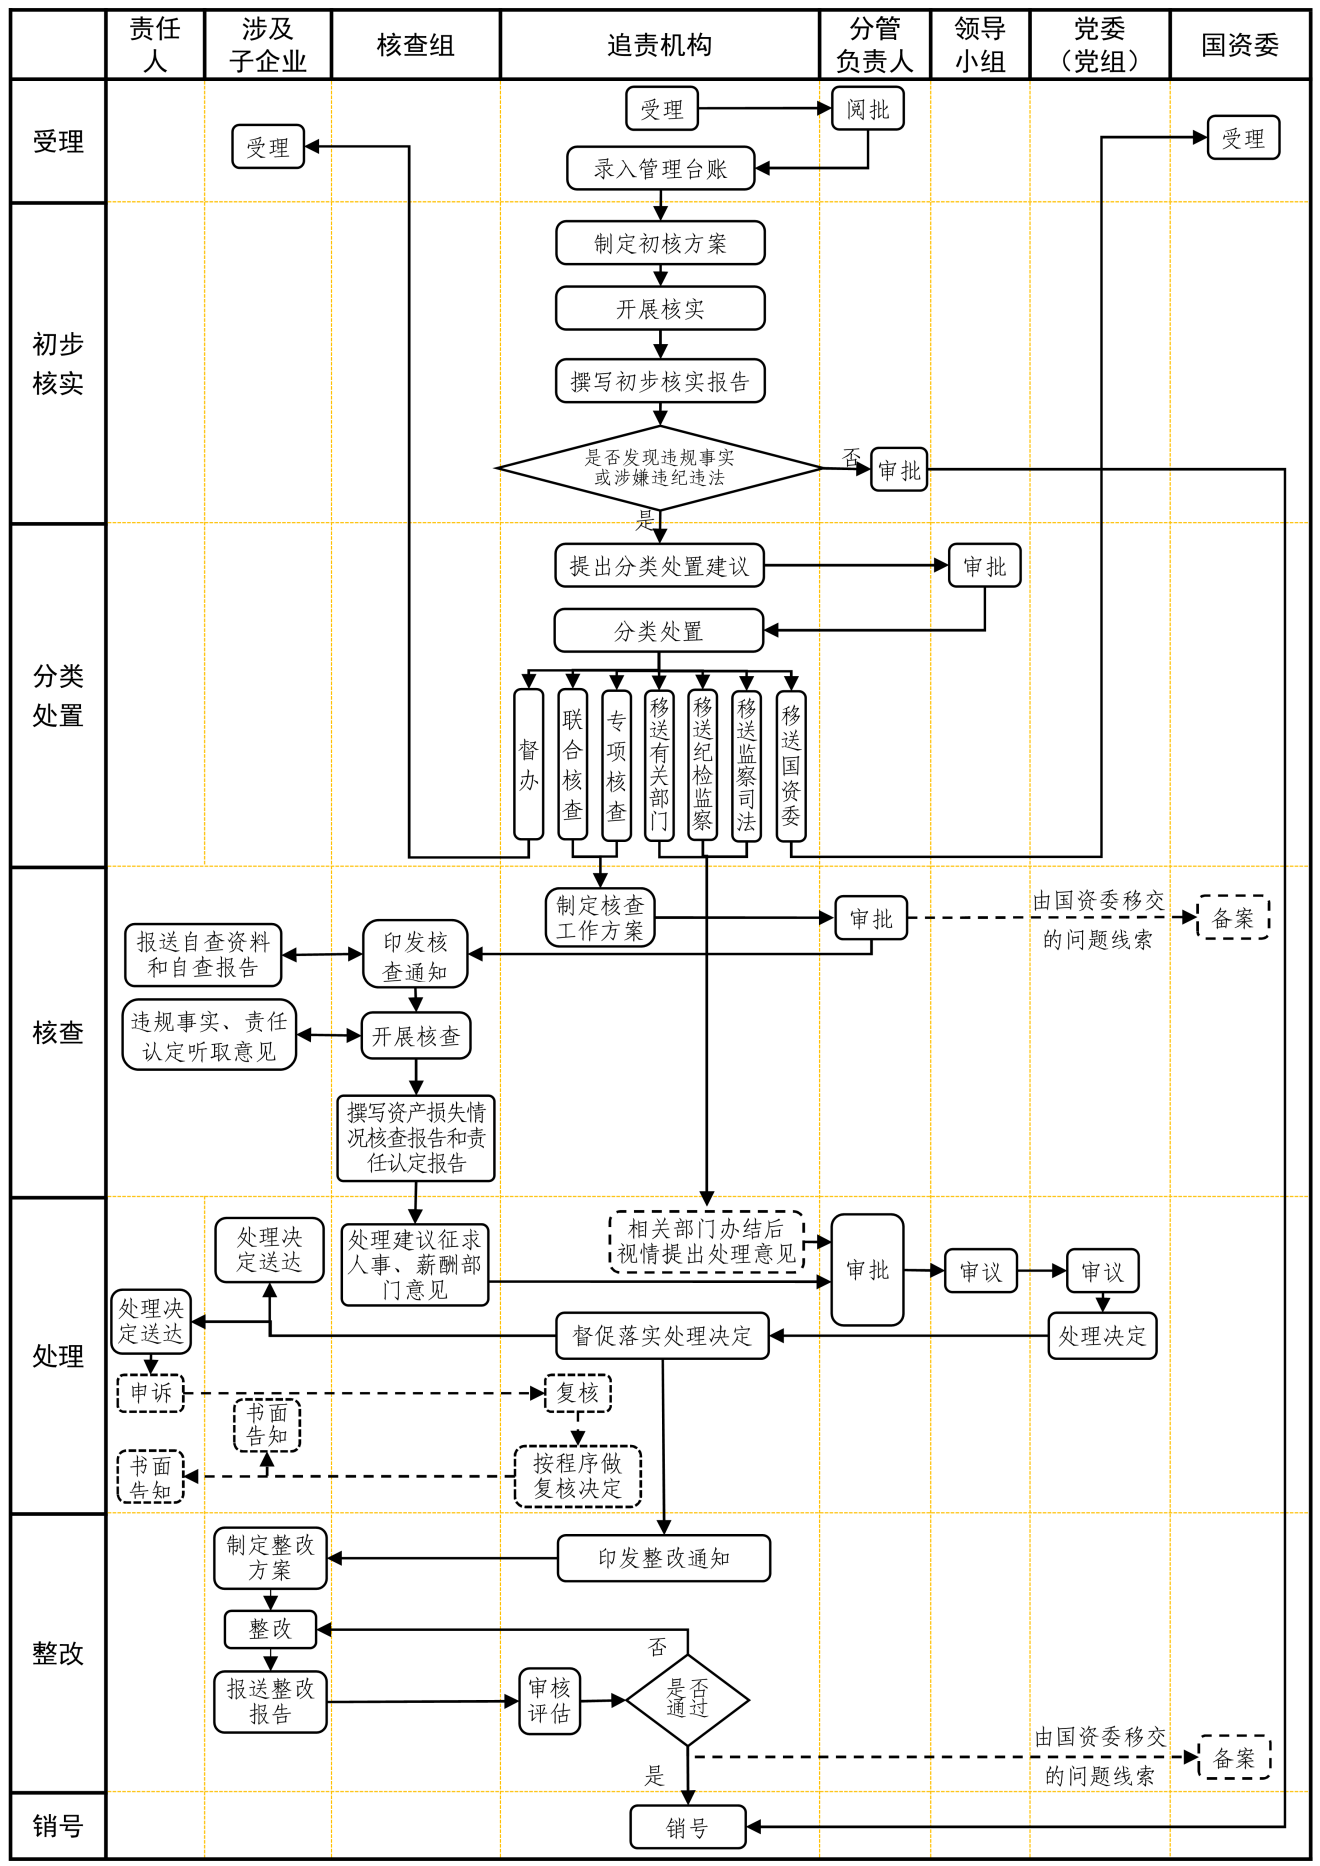 责任
人
涉及
子企业
核查组
追责机构
分管
负责人
领导
小组
党委
（党组）
国资委
受理
受理
阅批
受理
受理
录入管理台账
初步
核实
制定初核方案
开展核实
撰写初步核实报告
是否发现违规事实
或涉嫌违纪违法
否
审批
是
分类
处置
提出分类处置建议
审批
分类处置
督办
联合核查
专项核查
移送有关部门
移送纪检监察
移送监察司法
移送国资委
核查
制定核查
工作方案
审批
由国资委移交
的问题线索
备案
报送自查资料
和自查报告
印发核
查通知
违规事实、责任
认定听取意见
开展核查
撰写资产损失情
况核查报告和责
任认定报告
处理
处理决
定送达
处理建议征求
人事、薪酬部
门意见
相关部门办结后
视情提出处理意见
审批
审议
审议
处理决
定送达
督促落实处理决定
处理决定
申诉
复核
书面
告知
书面
告知
按程序做
复核决定
整改
制定整改
方案
印发整改通知
整改
否
报送整改
报告
审核
评估
是否
通过
由国资委移交
的问题线索
备案
是
销号
销号